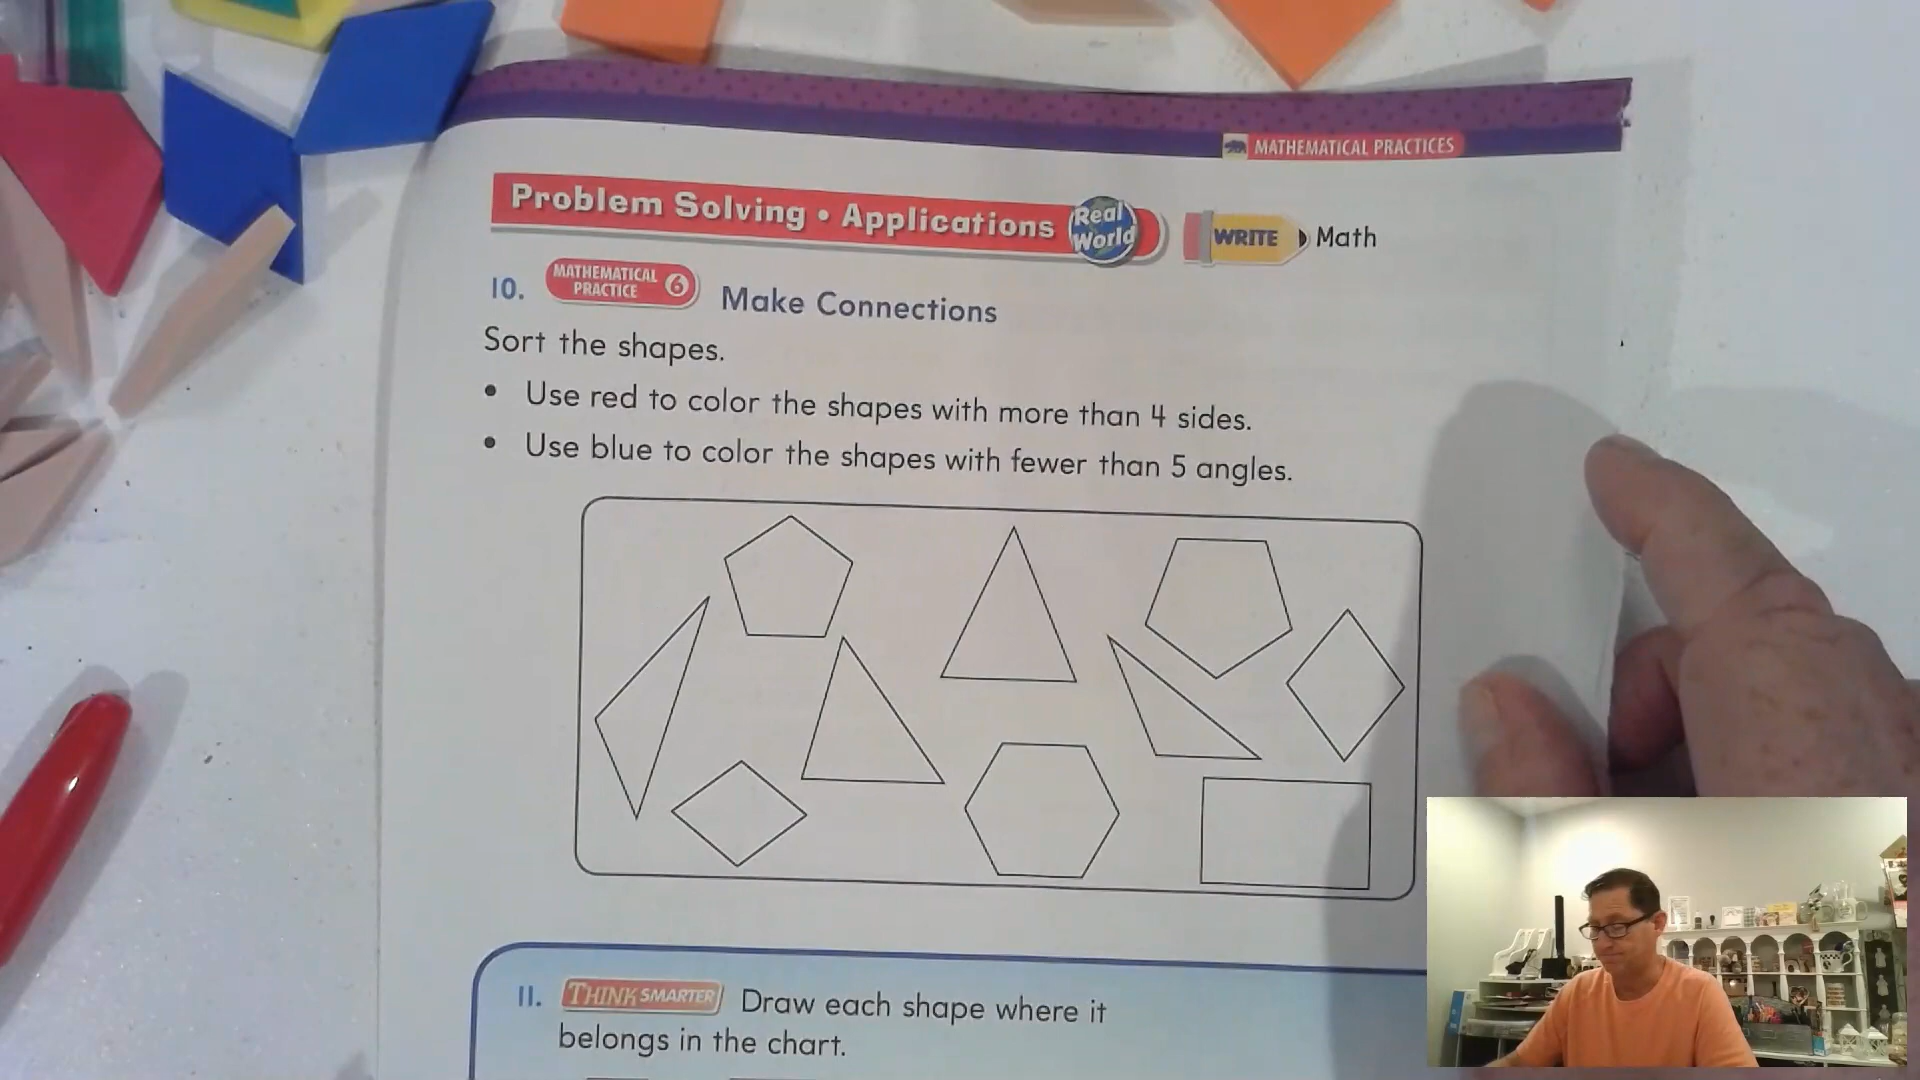 MATHEMATICAL PRACTICES
Problem Solving • Applications Real World WRITE Math
10. MATHEMATICAL PRACTICE 6 Make Connections
Sort the shapes.
• Use red to color the shapes with more than 4 sides.
• Use blue to color the shapes with fewer than 5 angles.
11. THINK SMARTER Draw each shape where it
belongs in the chart.